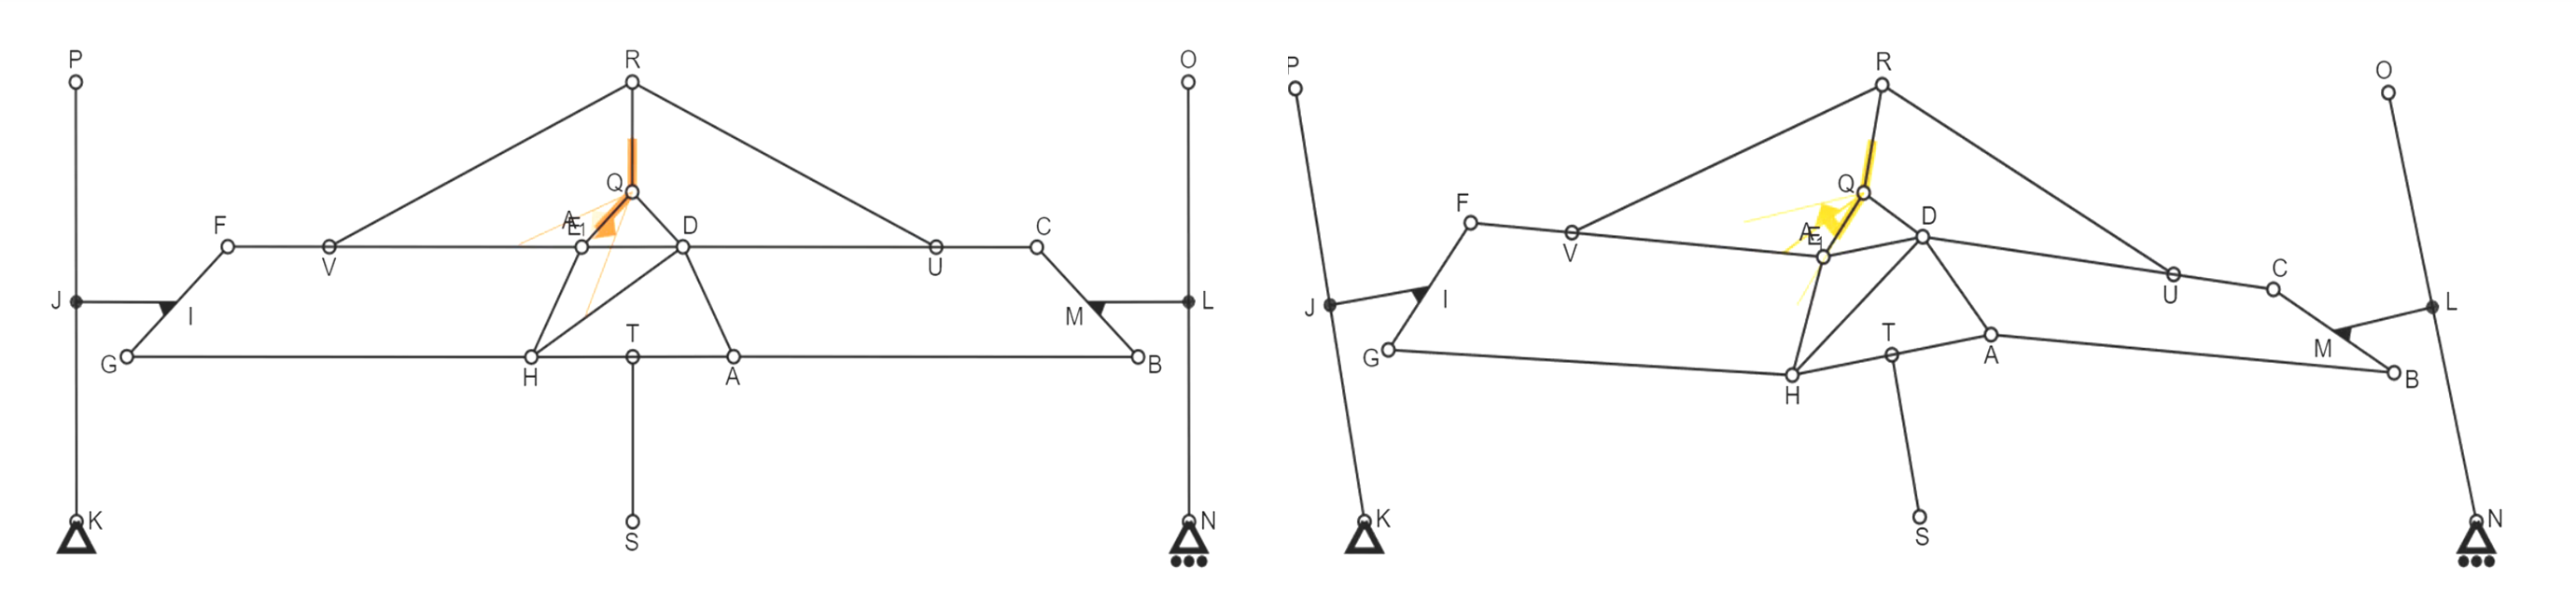 P R O
Q
F A E1 D C
V U
J I M L
T
G H A B
K S N
P R O
Q
F A E1 D C
V U
J I M L
T
G H A B
K S N